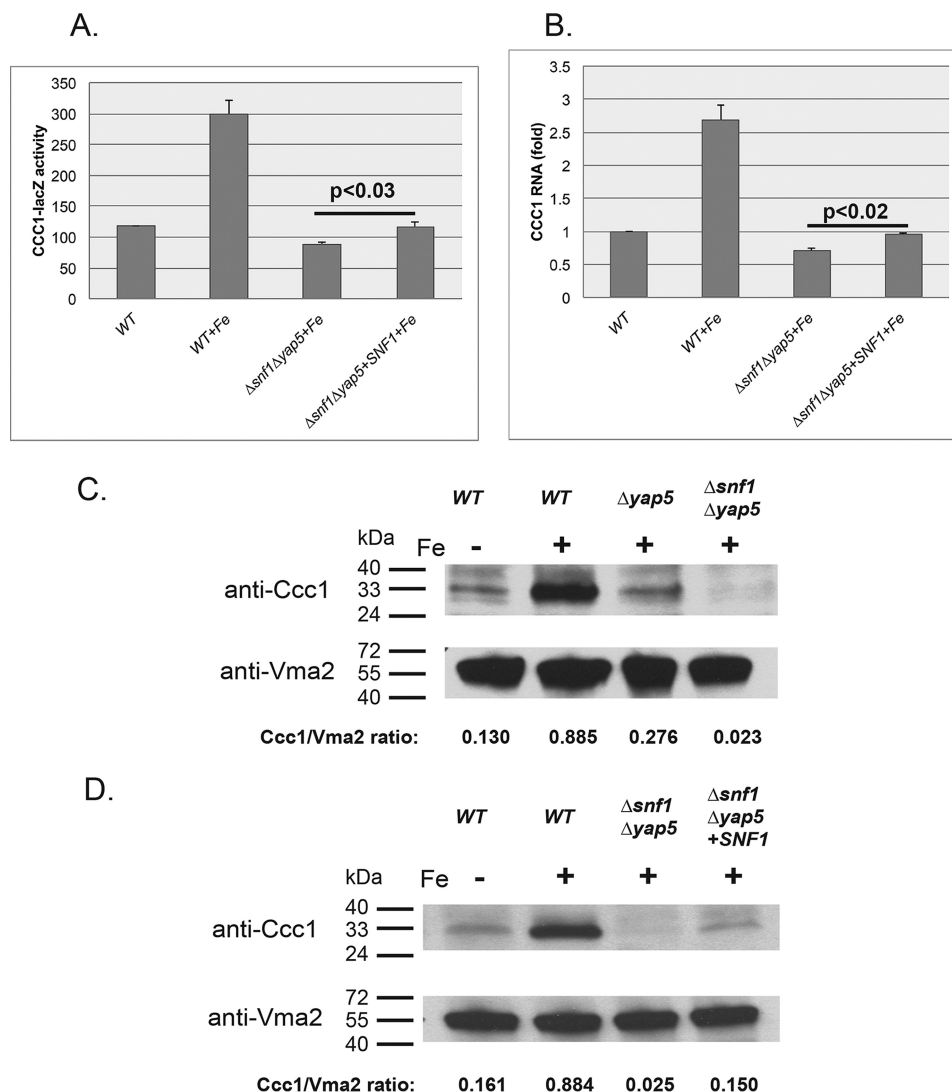 A.
350
300
250
200
150
100
50
0
CCC1-lacZ activity
p<0.03
WT
WT+Fe
Δsnf1Δyap5+Fe
Δsnf1Δyap5+SNF1+Fe
B.
3.5
3
2.5
2
1.5
1
0.5
0
CCC1 RNA (fold)
p<0.02
WT
WT+Fe
Δsnf1Δyap5+Fe
Δsnf1Δyap5+SNF1+Fe
C.
WT WT Δyap5 Δsnf1 Δyap5
kDa Fe - + + +
40
anti-Ccc1 33
24
72
anti-Vma2 55
40
Ccc1/Vma2 ratio: 0.130 0.885 0.276 0.023
D.
WT WT Δsnf1 Δyap5 Δsnf1 Δyap5 +SNF1
kDa Fe - + + +
40
anti-Ccc1 33
24
72
anti-Vma2 55
40
Ccc1/Vma2 ratio: 0.161 0.884 0.025 0.150